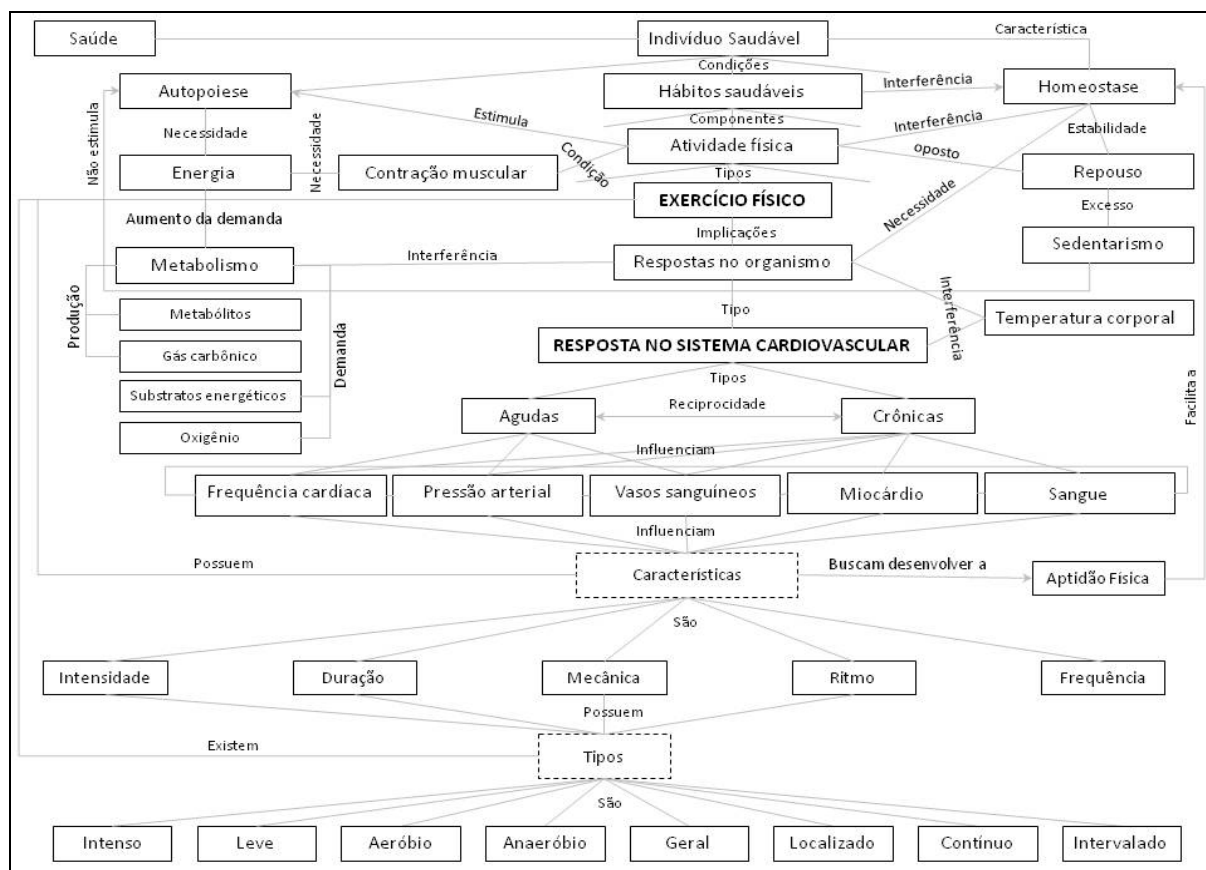 Saúde
Indivíduo Saudável
Característica
Condições
Autopoiese
Hábitos saudáveis
Interferência
Homeostase
Estimula
Componentes
Interferência
Não estimula
Necessidade
Necessidade
Condição
Atividade física
oposto
Estabilidade
Energia
Contração muscular
Tipos
Repouso
EXERCÍCIO FÍSICO
Necessidade
Excesso
Aumento da demanda
Implicações
Sedentarismo
Metabolismo
Interferência
Respostas no organismo
Produção
Metabólitos
Demanda
Tipo
Interferência
Temperatura corporal
Gás carbônico
RESPOSTA NO SISTEMA CARDIOVASCULAR
Interferência
Substratos energéticos
Tipos
Facilita a
Oxigênio
Agudas
Reciprocidade
Crônicas
Influenciam
Frequência cardíaca
Pressão arterial
Vasos sanguíneos
Miocárdio
Sangue
Influenciam
Possuem
Características
Buscam desenvolver a
Aptidão Física
São
Intensidade
Duração
Mecânica
Ritmo
Frequência
Possuem
Existem
Tipos
São
Intenso
Leve
Aeróbio
Anaeróbio
Geral
Localizado
Contínuo
Intervalado